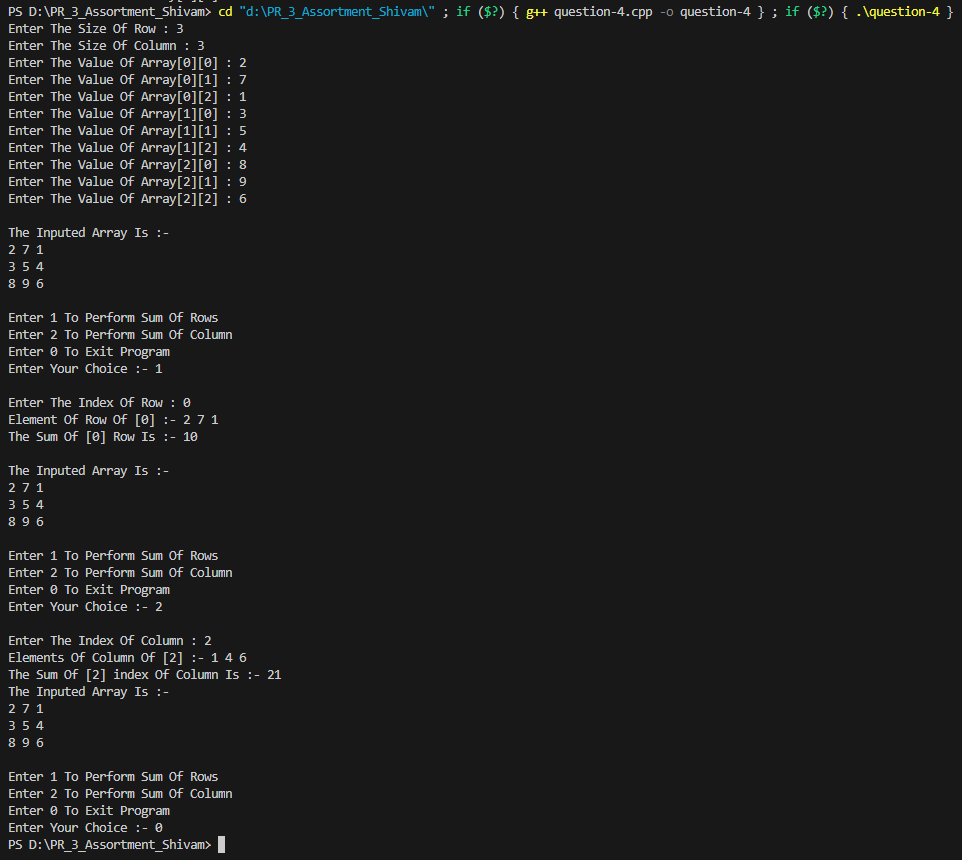 PS D:\PR_3_Assortment_Shivam> cd "d:\PR_3_Assortment_Shivam\" ; if ($?) { g++ question-4.cpp -o question-4 } ; if ($?) { .\question-4 }
Enter The Size Of Row : 3
Enter The Size Of Column : 3
Enter The Value Of Array[0][0] : 2
Enter The Value Of Array[0][1] : 7
Enter The Value Of Array[0][2] : 1
Enter The Value Of Array[1][0] : 3
Enter The Value Of Array[1][1] : 5
Enter The Value Of Array[1][2] : 4
Enter The Value Of Array[2][0] : 8
Enter The Value Of Array[2][1] : 9
Enter The Value Of Array[2][2] : 6

The Inputed Array Is :-
2 7 1
3 5 4
8 9 6

Enter 1 To Perform Sum Of Rows
Enter 2 To Perform Sum Of Column
Enter 0 To Exit Program
Enter Your Choice :- 1

Enter The Index Of Row : 0
Element Of Row Of [0] :- 2 7 1
The Sum Of [0] Row Is :- 10

The Inputed Array Is :-
2 7 1
3 5 4
8 9 6

Enter 1 To Perform Sum Of Rows
Enter 2 To Perform Sum Of Column
Enter 0 To Exit Program
Enter Your Choice :- 2

Enter The Index Of Column : 2
Elements Of Column Of [2] :- 1 4 6
The Sum Of [2] index Of Column Is :- 21
The Inputed Array Is :-
2 7 1
3 5 4
8 9 6

Enter 1 To Perform Sum Of Rows
Enter 2 To Perform Sum Of Column
Enter 0 To Exit Program
Enter Your Choice :- 0
PS D:\PR_3_Assortment_Shivam>